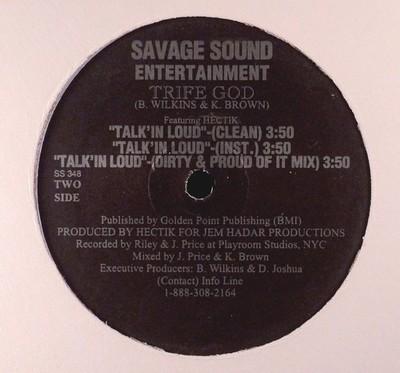 SAVAGE SOUND
ENTERTAINMENT
TRIFE GOD
(B. WILKINS & K. BROWN)
Featuring HECTIK
"TALK'IN LOUD"-(CLEAN) 3:50
"TALK'IN LOUD"-(INST.) 3:50
"TALK'IN LOUD"-(DIRTY & PROUD OF IT MIX) 3:50
SS 348
TWO
SIDE
Published by Golden Point Publishing (BMI)
PRODUCED BY HECTIK FOR JEM HADAR PRODUCTIONS
Recorded by Riley & J. Price at Playroom Studios, NYC
Mixed by J. Price & K. Brown
Executive Producers: B. Wilkins & D. Joshua
(Contact) Info Line
1-888-308-2164